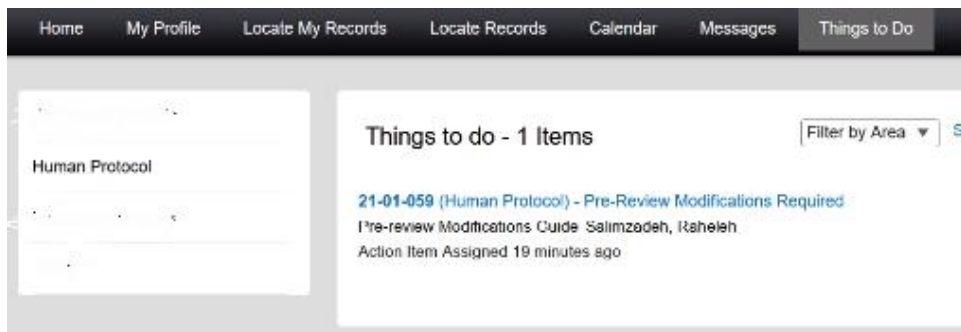 Home My Profile Locate My Records Locate Records Calendar Messages Things to Do
Human Protocol
Things to do - 1 Items
Filter by Area
S
21-01-059 (Human Protocol) - Pre-Review Modifications Required
Pre-review Modifications Guide Salimzadeh, Raheleh
Action Item Assigned 19 minutes ago